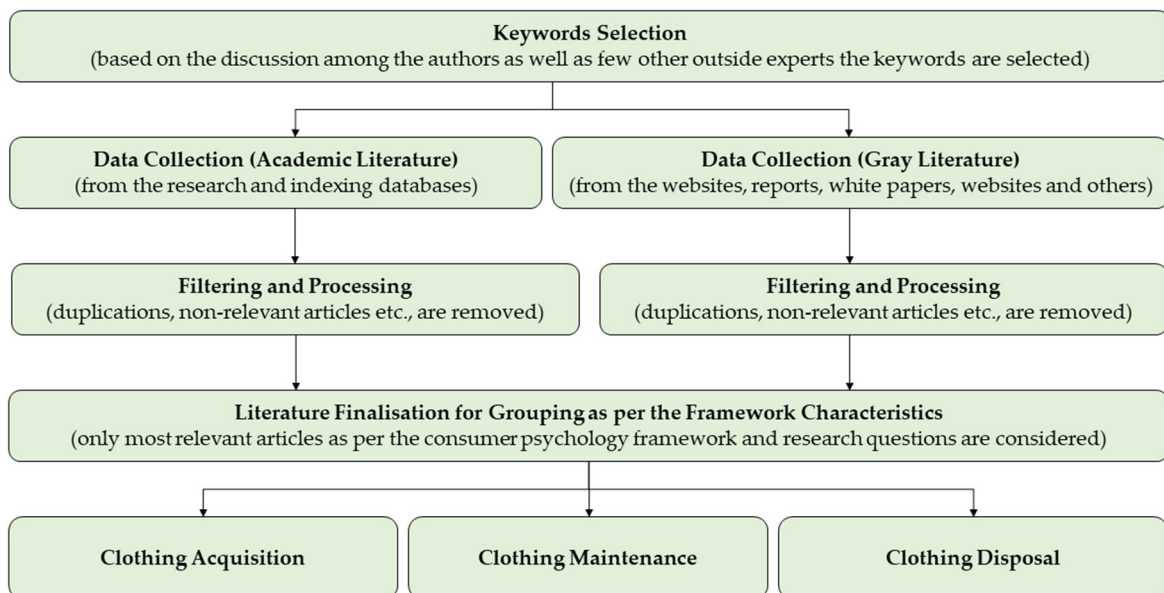 Keywords Selection
(based on the discussion among the authors as well as few other outside experts the keywords are selected)
Data Collection (Academic Literature)
(from the research and indexing databases)
Data Collection (Gray Literature)
(from the websites, reports, white papers, websites and others)
Filtering and Processing
(duplications, non-relevant articles etc., are removed)
Filtering and Processing
(duplications, non-relevant articles etc., are removed)
Literature Finalisation for Grouping as per the Framework Characteristics
(only most relevant articles as per the consumer psychology framework and research questions are considered)
Clothing Acquisition
Clothing Maintenance
Clothing Disposal